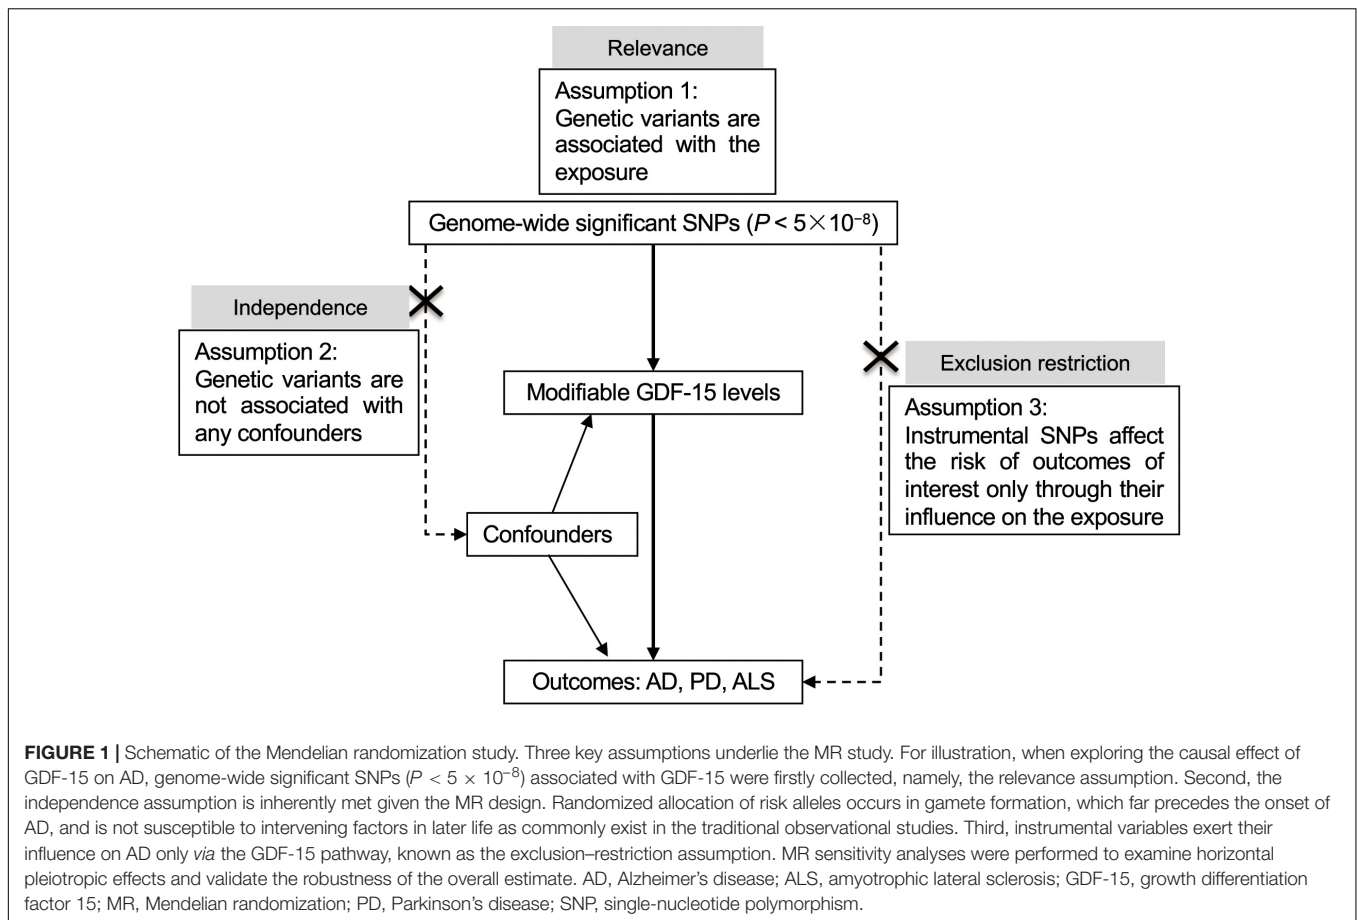 Relevance
Assumption 1:
Genetic variants are
associated with the
exposure
Genome-wide significant SNPs (P < 5×10⁻⁸)
Independence
Assumption 2:
Genetic variants are
not associated with
any confounders
Modifiable GDF-15 levels
Exclusion restriction
Assumption 3:
Instrumental SNPs affect
the risk of outcomes of
interest only through their
influence on the exposure
Confounders
Outcomes: AD, PD, ALS
FIGURE 1 | Schematic of the Mendelian randomization study. Three key assumptions underlie the MR study. For illustration, when exploring the causal effect of
GDF-15 on AD, genome-wide significant SNPs (P < 5 × 10⁻⁸) associated with GDF-15 were firstly collected, namely, the relevance assumption. Second, the
independence assumption is inherently met given the MR design. Randomized allocation of risk alleles occurs in gamete formation, which far precedes the onset of
AD, and is not susceptible to intervening factors in later life as commonly exist in the traditional observational studies. Third, instrumental variables exert their
influence on AD only via the GDF-15 pathway, known as the exclusion–restriction assumption. MR sensitivity analyses were performed to examine horizontal
pleiotropic effects and validate the robustness of the overall estimate. AD, Alzheimer's disease; ALS, amyotrophic lateral sclerosis; GDF-15, growth differentiation
factor 15; MR, Mendelian randomization; PD, Parkinson's disease; SNP, single-nucleotide polymorphism.